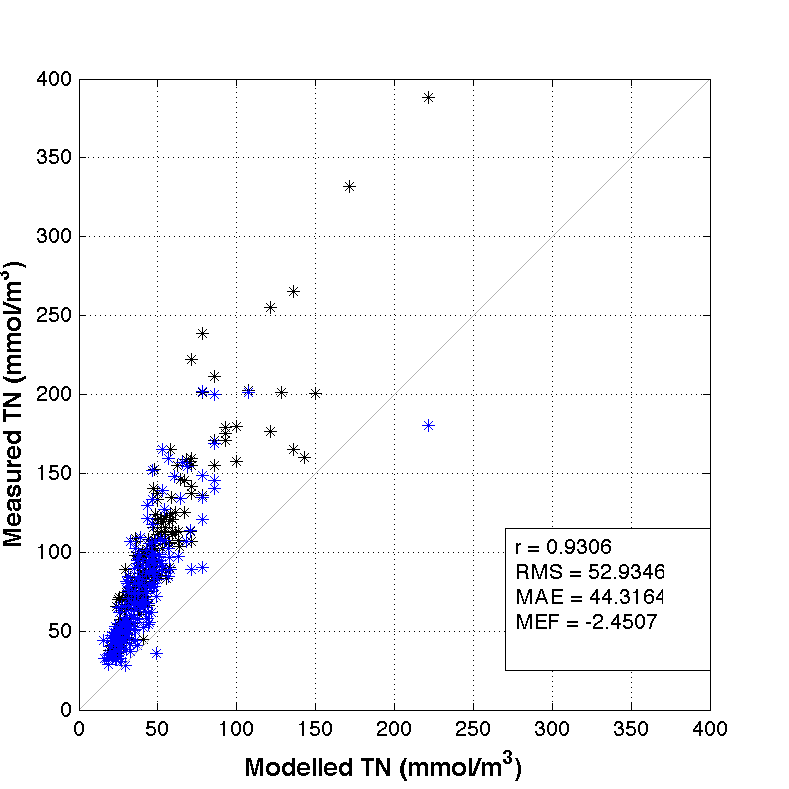 400
350
300
250
200
150
100
50
0
Measured TN (mmol/m³)
r = 0.9306
RMS = 52.9346
MAE = 44.3164
MEF = -2.4507
0 50 100 150 200 250 300 350 400
Modelled TN (mmol/m³)